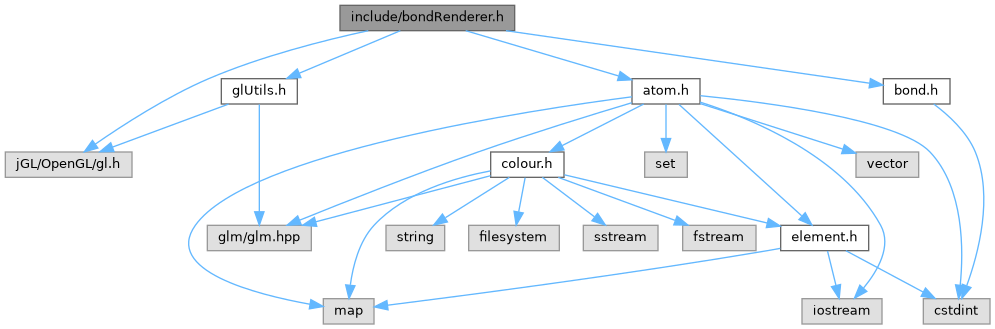 include/bondRenderer.h
glUtils.h
atom.h
bond.h
jGL/OpenGL/gl.h
colour.h
set
vector
glm/glm.hpp
string
filesystem
sstream
fstream
element.h
map
iostream
cstdint